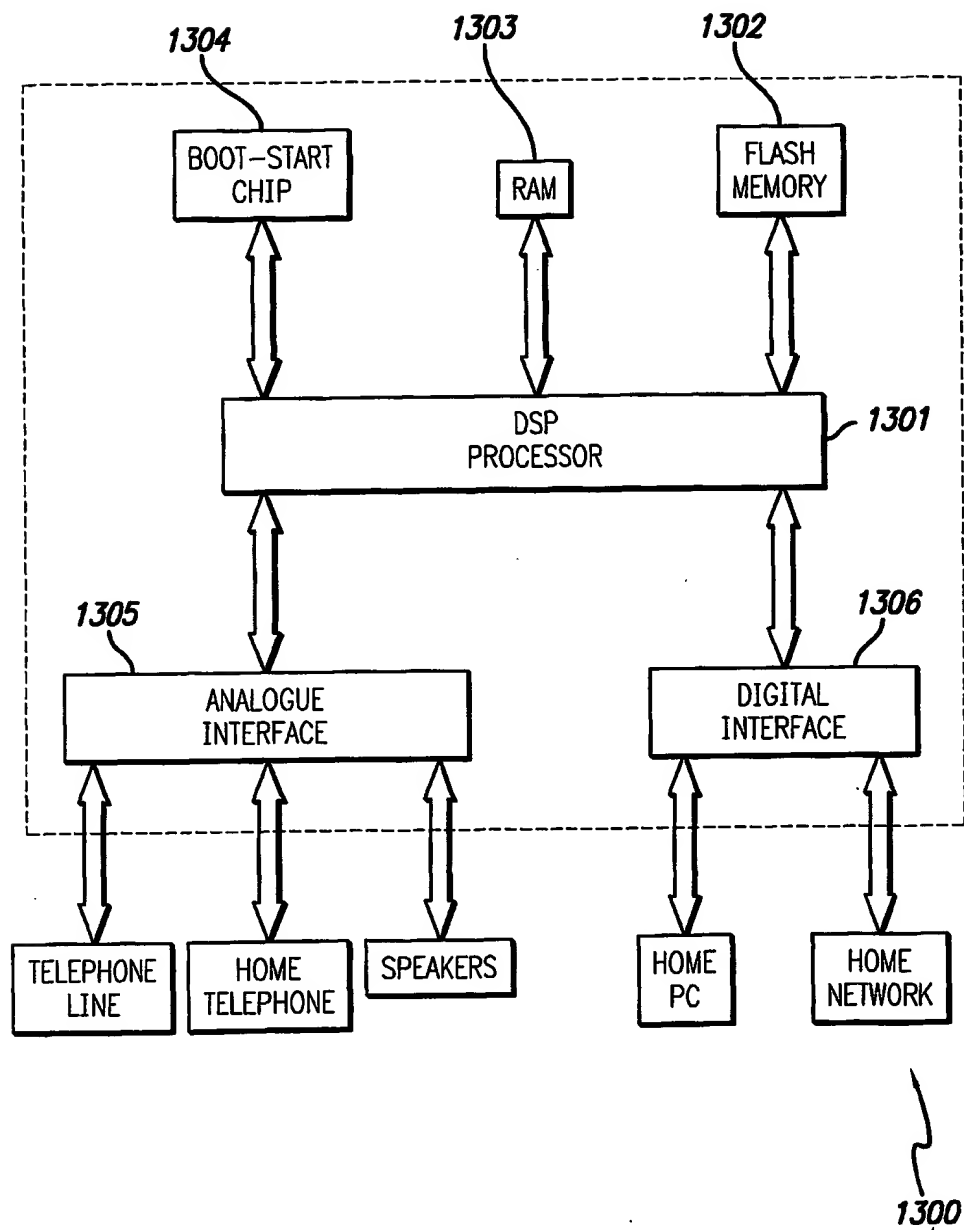 1304
1303
1302
BOOT-START
CHIP
RAM
FLASH
MEMORY
DSP
PROCESSOR
1301
1305
1306
ANALOGUE
INTERFACE
DIGITAL
INTERFACE
TELEPHONE
LINE
HOME
TELEPHONE
SPEAKERS
HOME
PC
HOME
NETWORK
1300